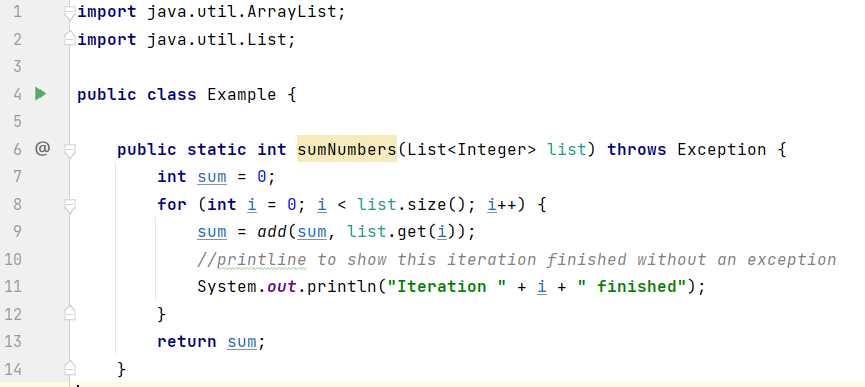 1 import java.util.ArrayList;
2 import java.util.List;
3
4 public class Example {
5
6 @ public static int sumNumbers(List<Integer> list) throws Exception {
7 int sum = 0;
8 for (int i = 0; i < list.size(); i++) {
9 sum = add(sum, list.get(i));
10 //printline to show this iteration finished without an exception
11 System.out.println("Iteration " + i + " finished");
12 }
13 return sum;
14 }